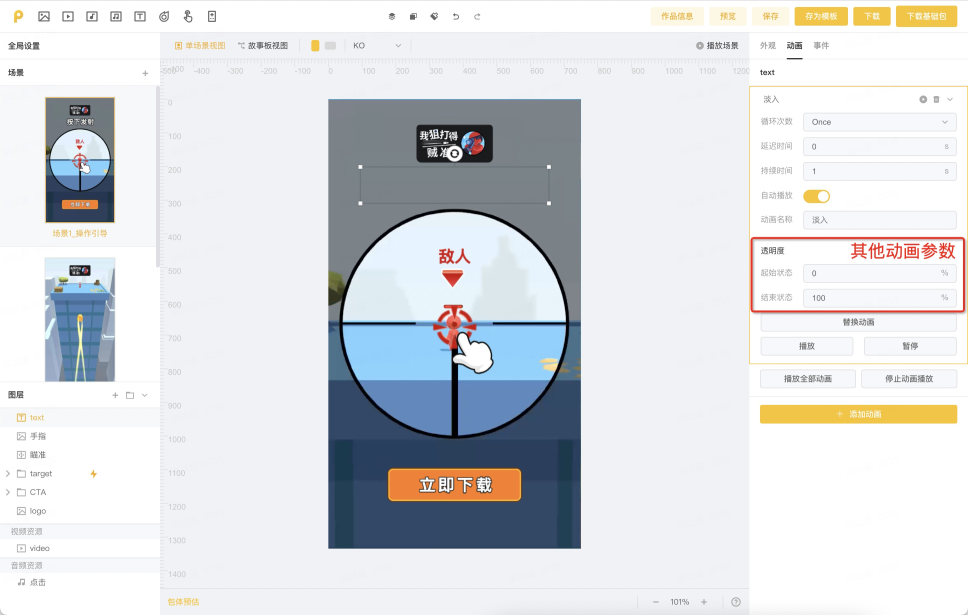 作品信息
预览
保存
存为模板
下载
下载基础包
全局设置
单场景视图
故事板视图
KO
播放场景
外观
动画
事件
场景
text
-500
-400
-300
-200
-100
0
100
200
300
400
500
600
700
800
900
1000
1100
1200
0
100
200
300
400
500
600
700
800
900
1000
1100
1200
1300
1400
按下发射
敌人
立即下载
场景1_操作引导
我狙打得
贼准
敌人
立即下载
淡入
循环次数
Once
延迟时间
0
s
持续时间
1
s
自动播放
动画名称
淡入
透明度
其他动画参数
起始状态
0
%
结束状态
100
%
替换动画
播放
暂停
播放全部动画
停止动画播放
+ 添加动画
图层
text
手指
瞄准
target
CTA
logo
视频资源
video
音频资源
点击
包体预估
101%